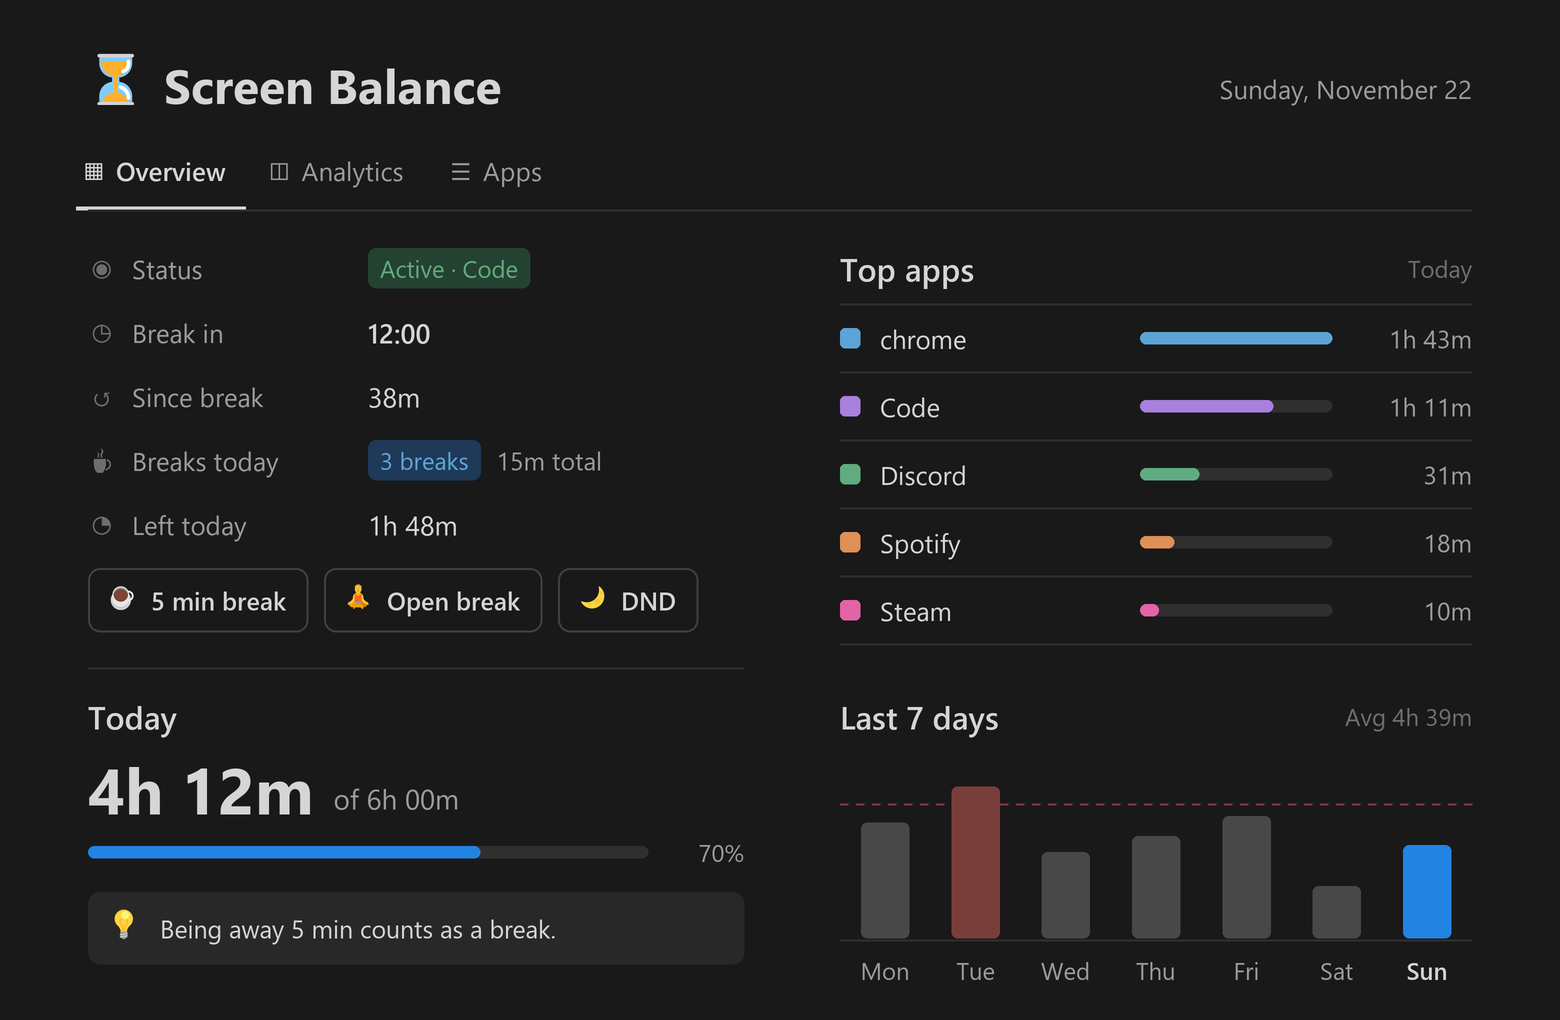 Screen Balance
Sunday, November 22
Overview
Analytics
Apps
Status
Active · Code
Break in
12:00
Since break
38m
Breaks today
3 breaks
15m total
Left today
1h 48m
5 min break
Open break
DND
Today
4h 12m of 6h 00m
70%
Being away 5 min counts as a break.
Top apps
Today
chrome
1h 43m
Code
1h 11m
Discord
31m
Spotify
18m
Steam
10m
Last 7 days
Avg 4h 39m
Mon
Tue
Wed
Thu
Fri
Sat
Sun